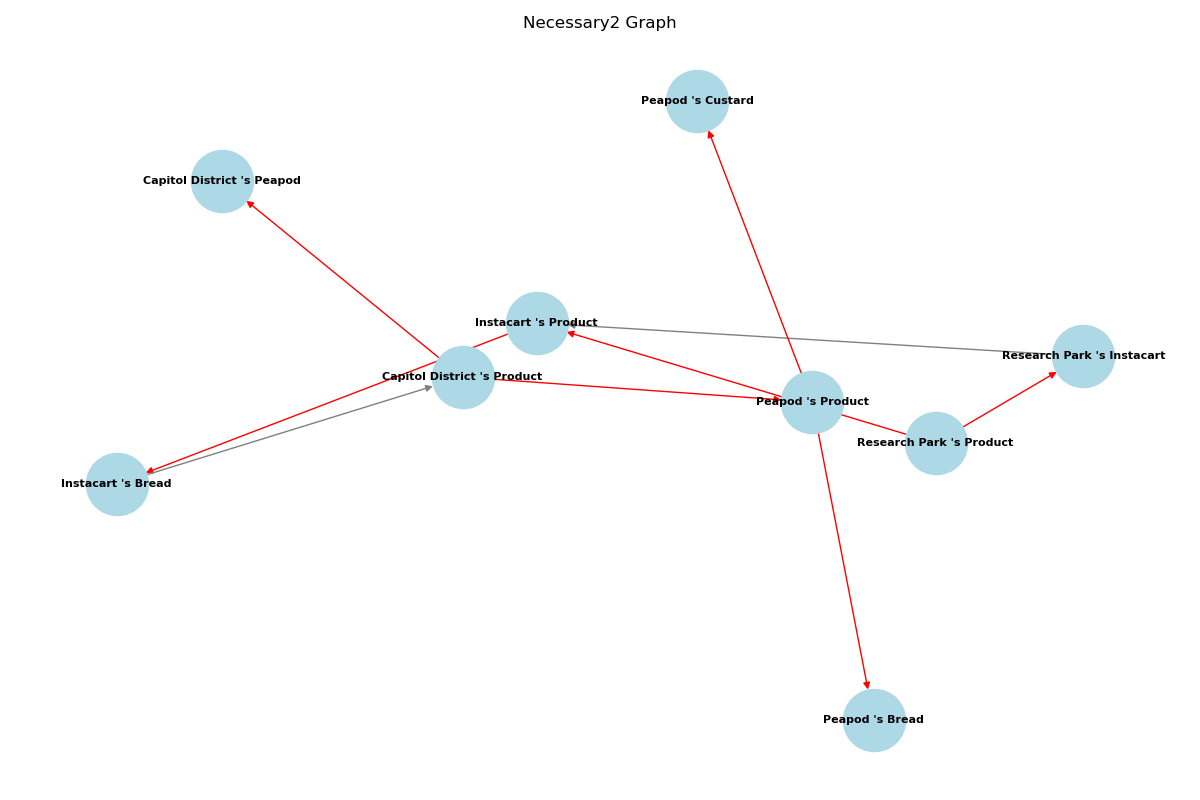 Necessary2 Graph
Peapod 's Custard
Capitol District 's Peapod
Instacart 's Product
Research Park 's Instacart
Capitol District 's Product
Peapod 's Product
Research Park 's Product
Instacart 's Bread
Peapod 's Bread